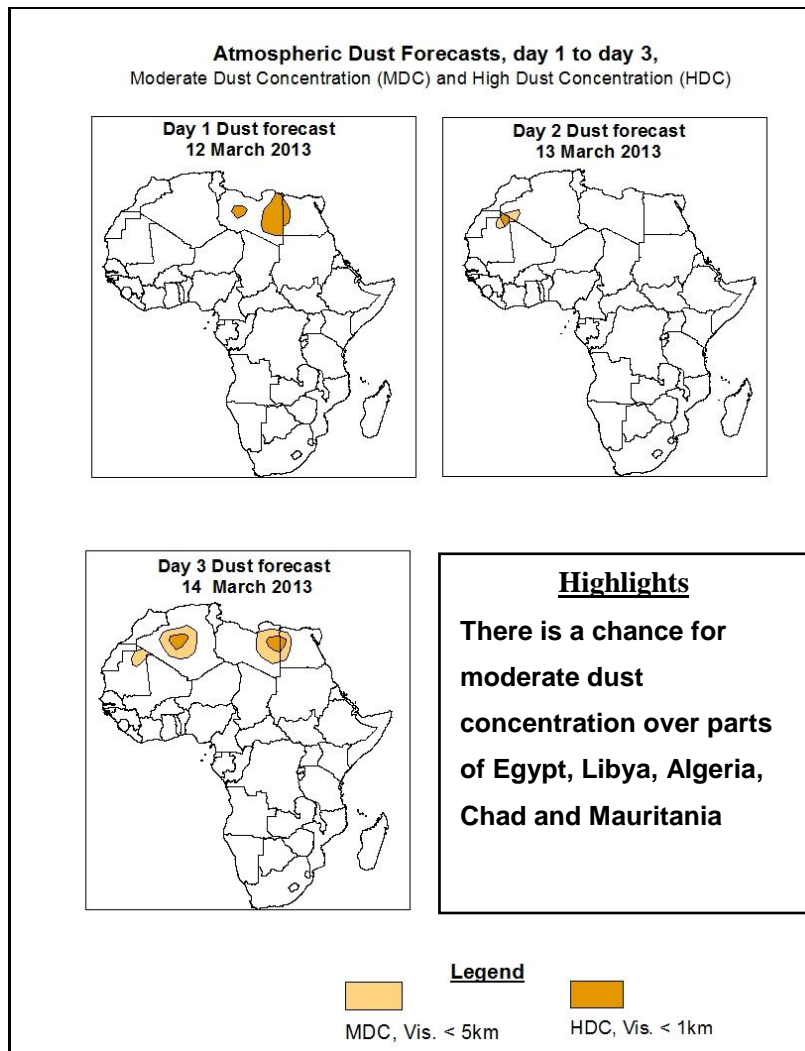 Atmospheric Dust Forecasts, day 1 to day 3,
Moderate Dust Concentration (MDC) and High Dust Concentration (HDC)
Day 1 Dust forecast
12 March 2013
Day 2 Dust forecast
13 March 2013
Day 3 Dust forecast
14 March 2013
Highlights
There is a chance for
moderate dust
concentration over parts
of Egypt, Libya, Algeria,
Chad and Mauritania
Legend
MDC, Vis. < 5km
HDC, Vis. < 1km